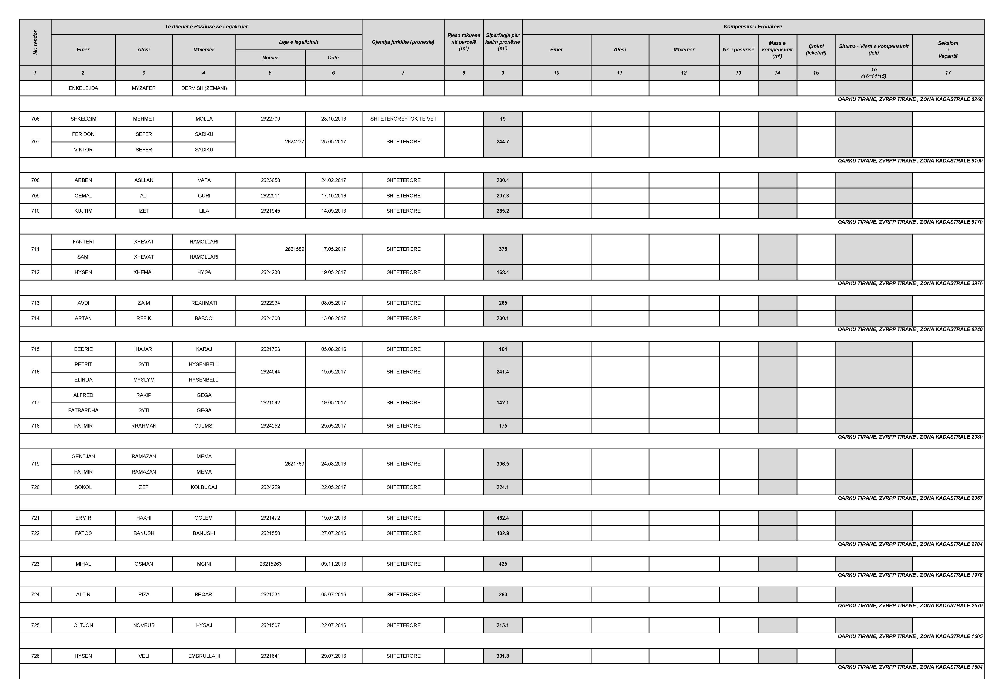 Nr. rendor
Të dhënat e Pasurisë së Legalizuar
Gjendja juridike (pronesia)
Pjesa takuese në parcelë (m²)
Sipërfaqja për kalim pronësie (m²)
Kompensimi i Pronarëve
Emër Atësi Mbiemër Leja e legalizimit
Numer Date
Emër Atësi Mbiemër Nr. i pasurisë Masa e kompensimit (m²) Çmimi (leke/m²) Shuma - Vlera e kompensimit (lek) Seksioni i Veçantë
1 2 3 4 5 6 7 8 9 10 11 12 13 14 15 16 (16=14*15) 17
ENKELEJDA MYZAFER DERVISHI(ZEMANI)
QARKU TIRANE, ZVRPP TIRANE , ZONA KADASTRALE 8260
706 SHKELQIM MEHMET MOLLA 2622709 28.10.2016 SHTETERORE+TOK TE VET 19
707 FERIDON SEFER SADIKU 2624237 25.05.2017 SHTETERORE 244.7
VIKTOR SEFER SADIKU
QARKU TIRANE, ZVRPP TIRANE , ZONA KADASTRALE 8190
708 ARBEN ASLLAN VATA 2623658 24.02.2017 SHTETERORE 200.4
709 QEMAL ALI GURI 2622511 17.10.2016 SHTETERORE 207.8
710 KUJTIM IZET LILA 2621945 14.09.2016 SHTETERORE 285.2
QARKU TIRANE, ZVRPP TIRANE , ZONA KADASTRALE 8170
711 FANTERI XHEVAT HAMOLLARI 2621589 17.05.2017 SHTETERORE 375
SAMI XHEVAT HAMOLLARI
712 HYSEN XHEMAL HYSA 2624230 19.05.2017 SHTETERORE 168.4
QARKU TIRANE, ZVRPP TIRANE , ZONA KADASTRALE 3976
713 AVDI ZAIM REXHMATI 2622964 08.05.2017 SHTETERORE 265
714 ARTAN REFIK BABOCI 2624300 13.06.2017 SHTETERORE 230.1
QARKU TIRANE, ZVRPP TIRANE , ZONA KADASTRALE 8240
715 BEDRIE HAJAR KARAJ 2621723 05.08.2016 SHTETERORE 164
716 PETRIT SYTI HYSENBELLI 2624044 19.05.2017 SHTETERORE 241.4
ELINDA MYSLYM HYSENBELLI
717 ALFRED RAKIP GEGA 2621542 19.05.2017 SHTETERORE 142.1
FATBARDHA SYTI GEGA
718 FATMIR RRAHMAN GJUMSI 2624252 29.05.2017 SHTETERORE 175
QARKU TIRANE, ZVRPP TIRANE , ZONA KADASTRALE 2380
719 GENTJAN RAMAZAN MEMA 2621783 24.08.2016 SHTETERORE 306.5
FATMIR RAMAZAN MEMA
720 SOKOL ZEF KOLBUCAJ 2624229 22.05.2017 SHTETERORE 224.1
QARKU TIRANE, ZVRPP TIRANE , ZONA KADASTRALE 2367
721 ERMIR HAXHI GOLEMI 2621472 19.07.2016 SHTETERORE 482.4
722 FATOS BANUSH BANUSHI 2621550 27.07.2016 SHTETERORE 432.9
QARKU TIRANE, ZVRPP TIRANE , ZONA KADASTRALE 2704
723 MIHAL OSMAN MCINI 26215263 09.11.2016 SHTETERORE 425
QARKU TIRANE, ZVRPP TIRANE , ZONA KADASTRALE 1978
724 ALTIN RIZA BEQARI 2621334 08.07.2016 SHTETERORE 263
QARKU TIRANE, ZVRPP TIRANE , ZONA KADASTRALE 2679
725 OLTJON NOVRUS HYSAJ 2621507 22.07.2016 SHTETERORE 215.1
QARKU TIRANE, ZVRPP TIRANE , ZONA KADASTRALE 1605
726 HYSEN VELI EMBRULLAHI 2621641 29.07.2016 SHTETERORE 301.8
QARKU TIRANE, ZVRPP TIRANE , ZONA KADASTRALE 1604